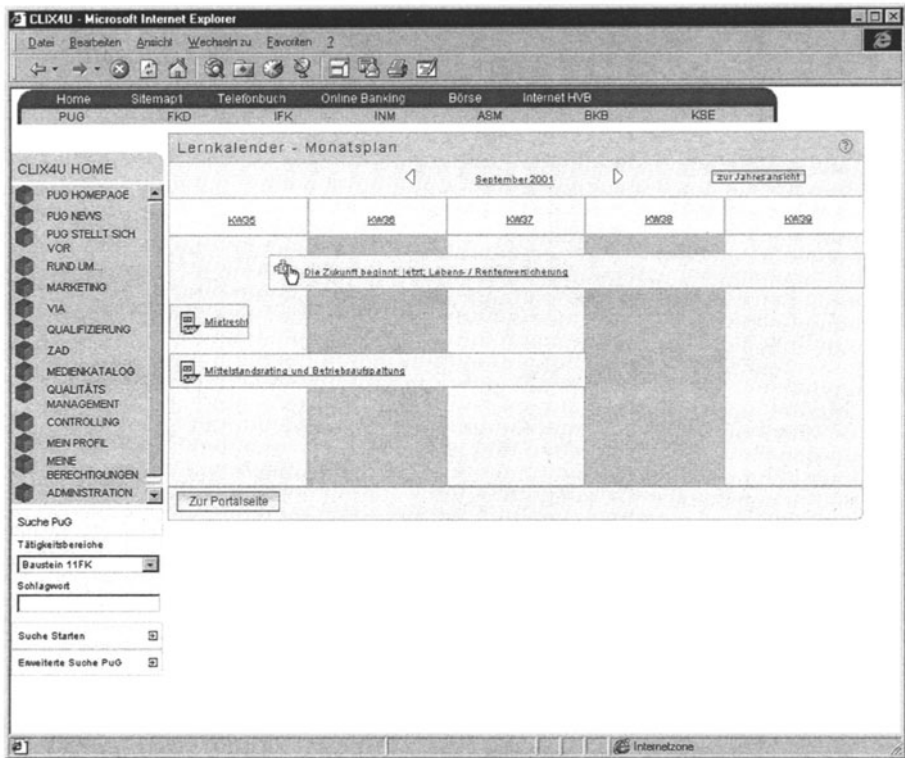 CLIX4U - Microsoft Internet Explorer
Datei Bearbeiten Ansicht Wechseln zu Favoriten ?
Home Sitemap1 Telefonbuch Online Banking Börse Internet HVB
PUG FKD IFK INM ASM BKB KSE
Lernkalender - Monatsplan ?
CLIX4U HOME
September 2001 zur Jahresansicht
PUG HOMEPAGE
PUG NEWS
PUG STELLT SICH
VOR
RUND UM...
MARKETING
VIA
QUALIFIZIERUNG
ZAD
MEDIENKATALOG
QUALITÄTS
MANAGEMENT
CONTROLLING
MEIN PROFIL
MEINE
BERECHTIGUNGEN
ADMINISTRATION
KW35 KW36 KW37 KW38 KW39
Die Zukunft beginnt: jetzt; Lebens- / Rentenversicherung
Mietrecht
Mittelstandsrating und Betriebsaufspaltung
Zur Portalseite
Suche PuG
Tätigkeitsbereiche
Baustein 11FK
Schlagwort
Suche Starten
Erweiterte Suche PuG
Internetzone